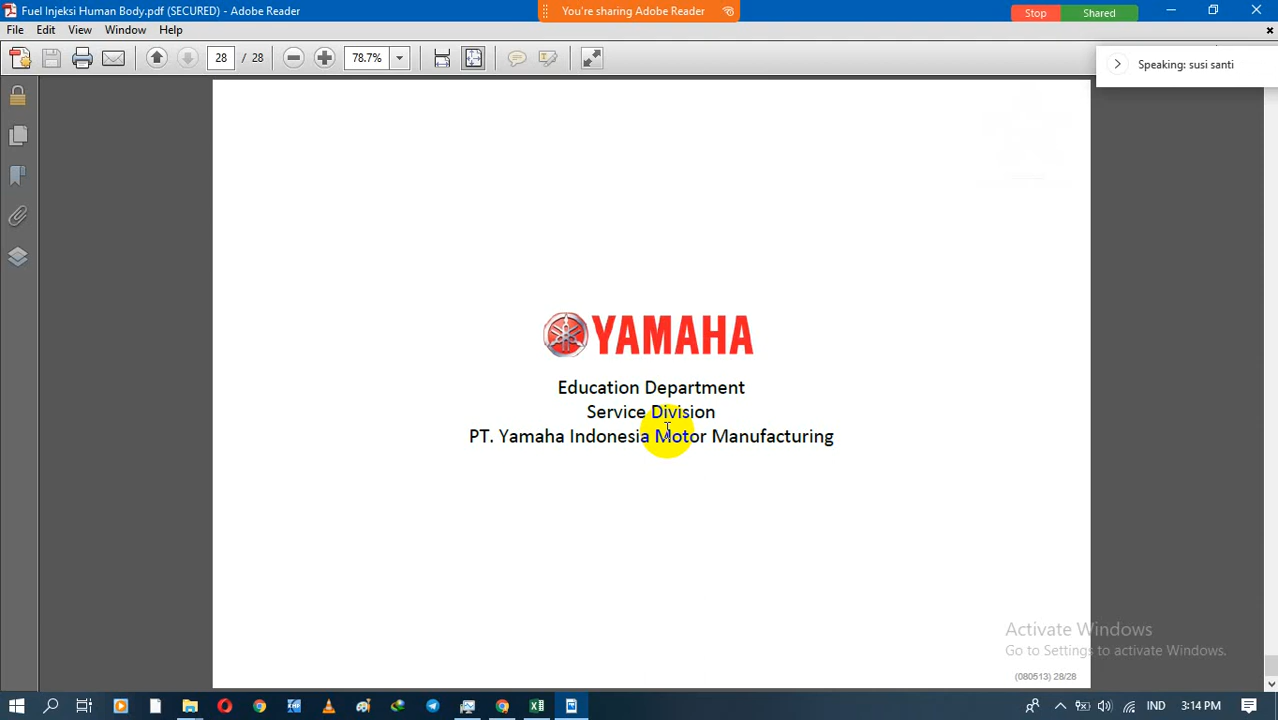 Fuel Injeksi Human Body.pdf (SECURED) - Adobe Reader
You're sharing Adobe Reader
Stop
Shared
File Edit View Window Help
28 / 28
78.7%
Speaking: susi santi
YAMAHA
Education Department
Service Division
PT. Yamaha Indonesia Motor Manufacturing
Activate Windows
Go to Settings to activate Windows.
(080513) 28/28
IND
3:14 PM